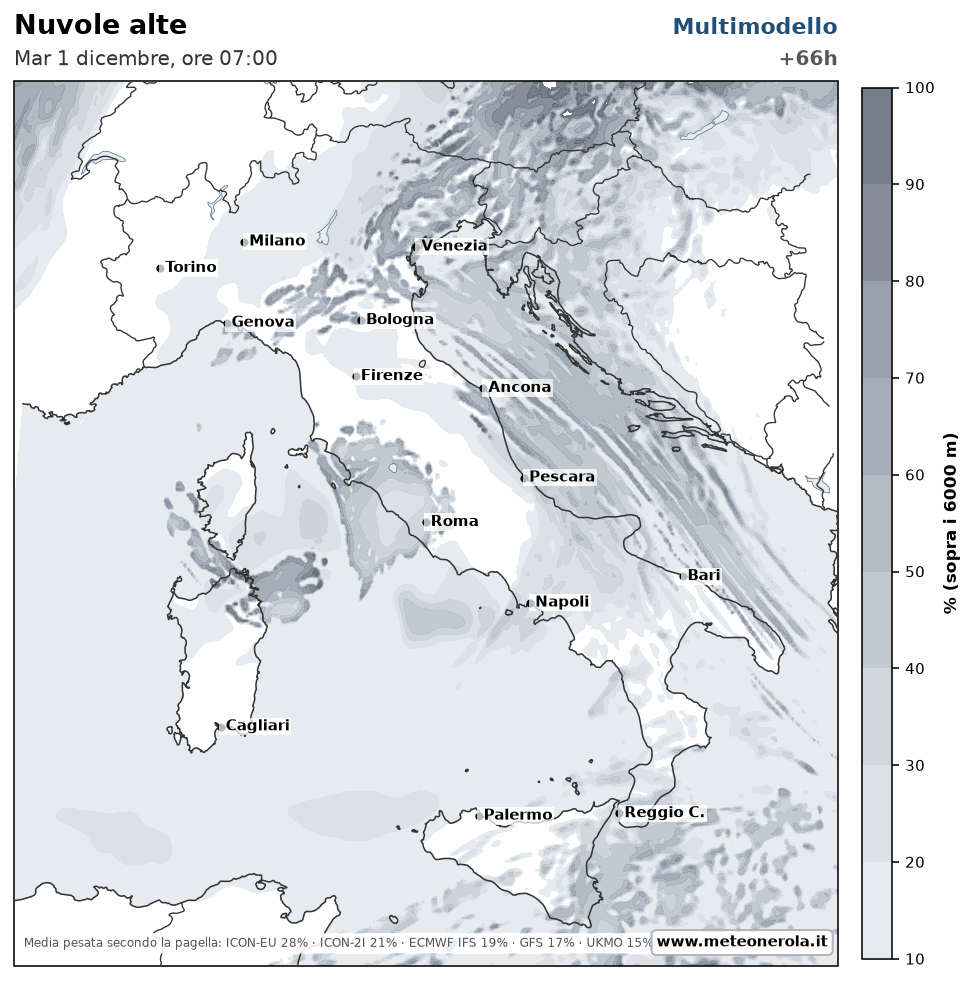 Nuvole alte
Multimodello
Mar 1 dicembre, ore 07:00
+66h
100
90
80
70
60
50
40
30
20
10
% (sopra i 6000 m)
Milano
Venezia
Torino
Genova
Bologna
Firenze
Ancona
Pescara
Roma
Bari
Napoli
Cagliari
Palermo
Reggio C.
Media pesata secondo la pagella: ICON-EU 28% · ICON-2I 21% · ECMWF IFS 19% · GFS 17% · UKMO 15%
www.meteonerola.it